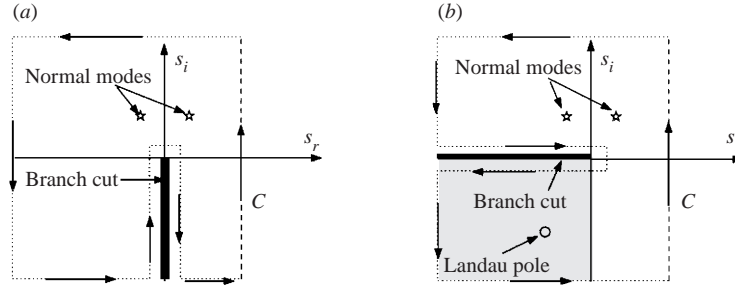 (a)
s_i
Normal modes
s_r
Branch cut
C
(b)
s_i
Normal modes
s
Branch cut
C
Landau pole